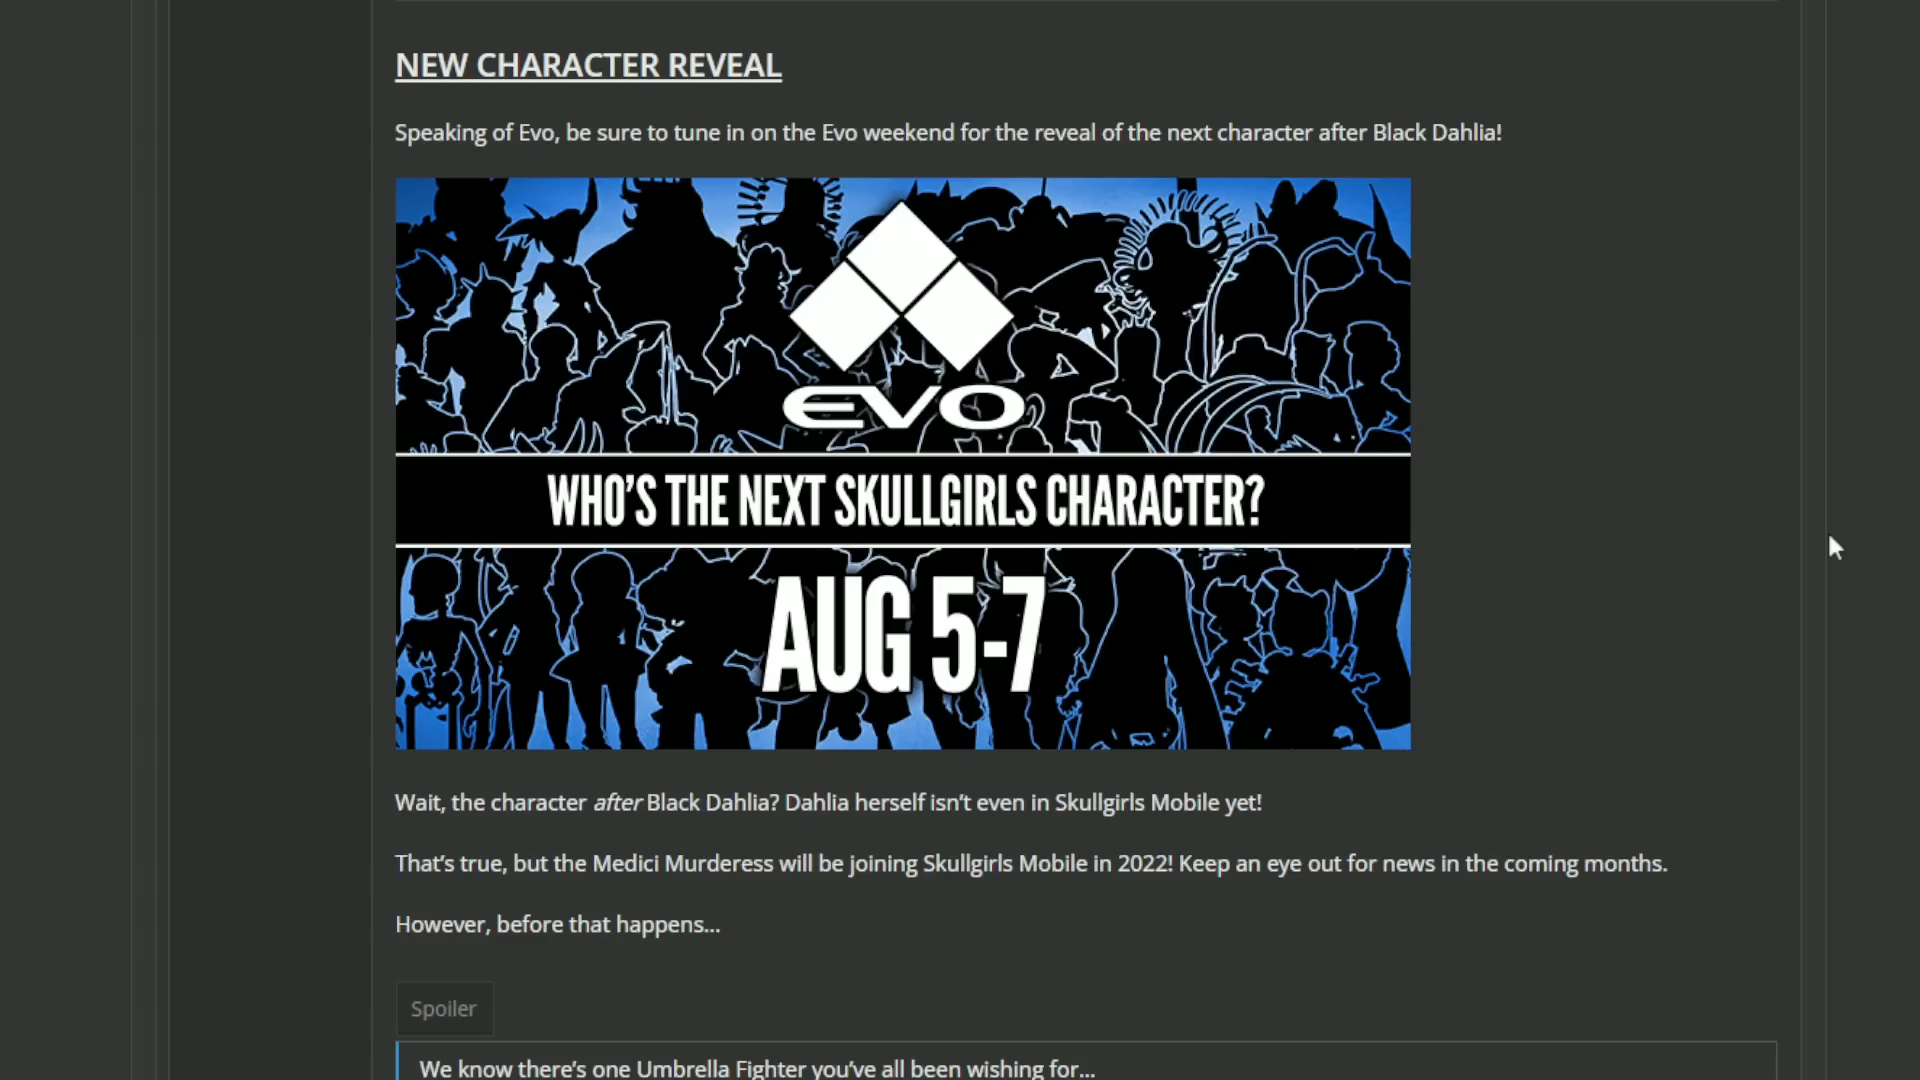 NEW CHARACTER REVEAL
Speaking of Evo, be sure to tune in on the Evo weekend for the reveal of the next character after Black Dahlia!
EVO
WHO'S THE NEXT SKULLGIRLS CHARACTER?
AUG 5-7
Wait, the character after Black Dahlia? Dahlia herself isn't even in Skullgirls Mobile yet!
That's true, but the Medici Murderess will be joining Skullgirls Mobile in 2022! Keep an eye out for news in the coming months.
However, before that happens...
Spoiler
We know there's one Umbrella Fighter you've all been wishing for...